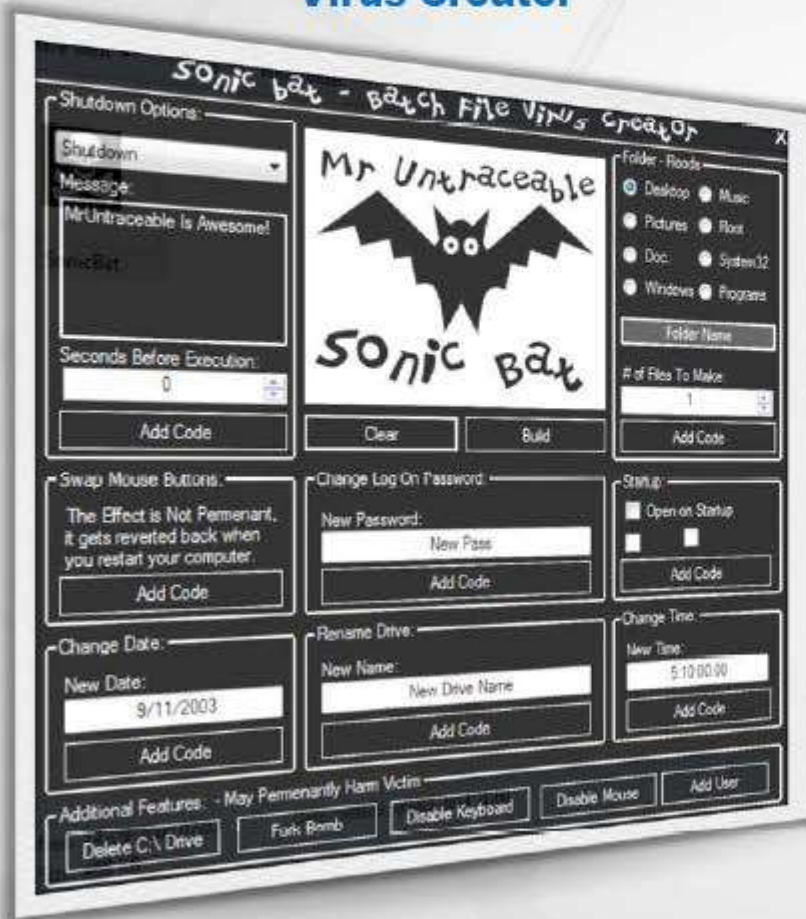 Virus Creator
Sonic bat - Batch File Virus Creator
X
Shutdown Options:
Shutdown
Message:
MrUntraceable Is Awesome!
SonicBat
Seconds Before Execution:
0
Add Code
Mr Untraceable
Sonic Bat
Clear
Build
Folder - Floods
Desktop
Music
Pictures
Root
Doc.
System32
Windows
Programs
Folder Name
# of Files To Make
1
Add Code
Swap Mouse Buttons:
The Effect is Not Permenant,
it gets reverted back when
you restart your computer.
Add Code
Change Log On Password:
New Password:
New Pass
Add Code
Startup:
Open on Startup
Add Code
Change Date:
New Date:
9/11/2003
Add Code
Rename Drive:
New Name:
New Drive Name
Add Code
Change Time:
New Time:
5:10:00.00
Add Code
Additional Features: - May Permenantly Harm Victim
Delete C:\ Drive
Fork Bomb
Disable Keyboard
Disable Mouse
Add User